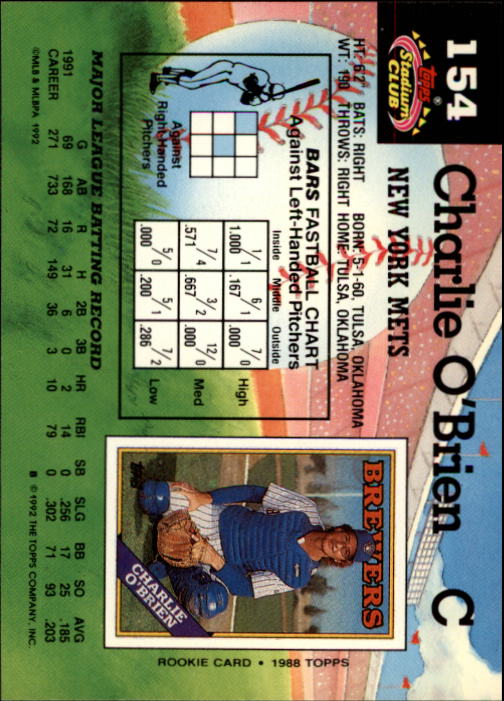 154
Topps
Stadium
CLUB
Charlie O'Brien C
NEW YORK METS
HT: 6'2" BATS: RIGHT BORN: 5-1-60, TULSA, OKLAHOMA
WT: 190 THROWS: RIGHT HOME: TULSA, OKLAHOMA
BARS FASTBALL CHART
Against Left-Handed Pitchers
Inside Middle Outside
1/1 6/1 7/0
1.000 .167 .000
High
7/4 3/2 12/0
.571 .667 .000
Med
5/0 5/1 7/2
.000 .200 .286
Low
Against
Right-Handed
Pitchers
BREWERS
CHARLIE
O'BRIEN
Topps
ROOKIE CARD • 1988 TOPPS
MAJOR LEAGUE BATTING RECORD
G AB R H 2B 3B HR RBI SB SLG BB SO AVG
1991 69 168 16 31 6 0 2 14 0 .256 17 25 .185
CAREER 271 733 72 149 36 3 10 79 0 .302 71 93 .203
©MLB & MLBPA 1992
B ©1992 THE TOPPS COMPANY, INC.